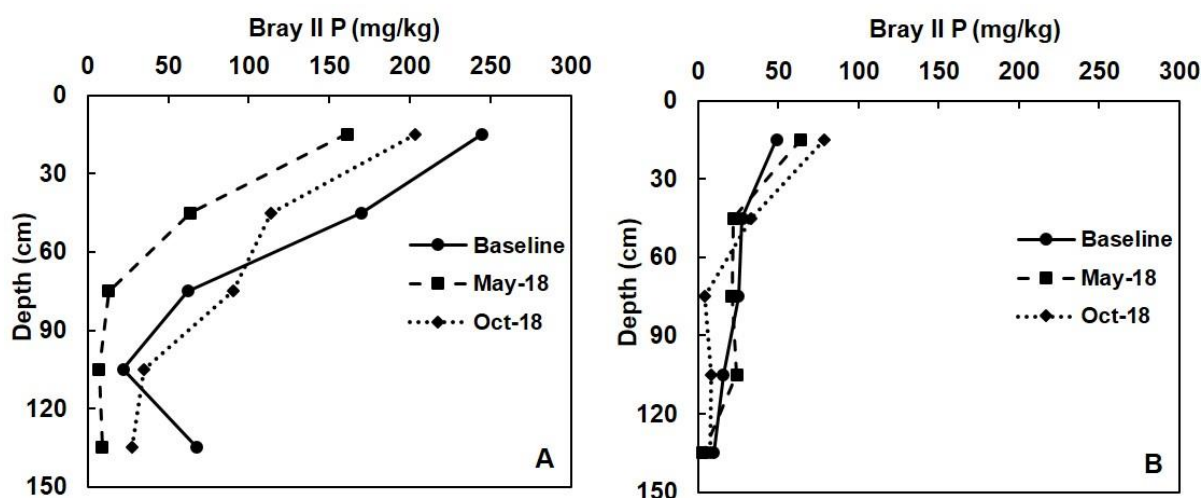 Bray II P (mg/kg)
0 50 100 150 200 250 300
0
30
60
90
120
150
Depth (cm)
Baseline
May-18
Oct-18
A
Bray II P (mg/kg)
0 50 100 150 200 250 300
0
30
60
90
120
150
Depth (cm)
Baseline
May-18
Oct-18
B